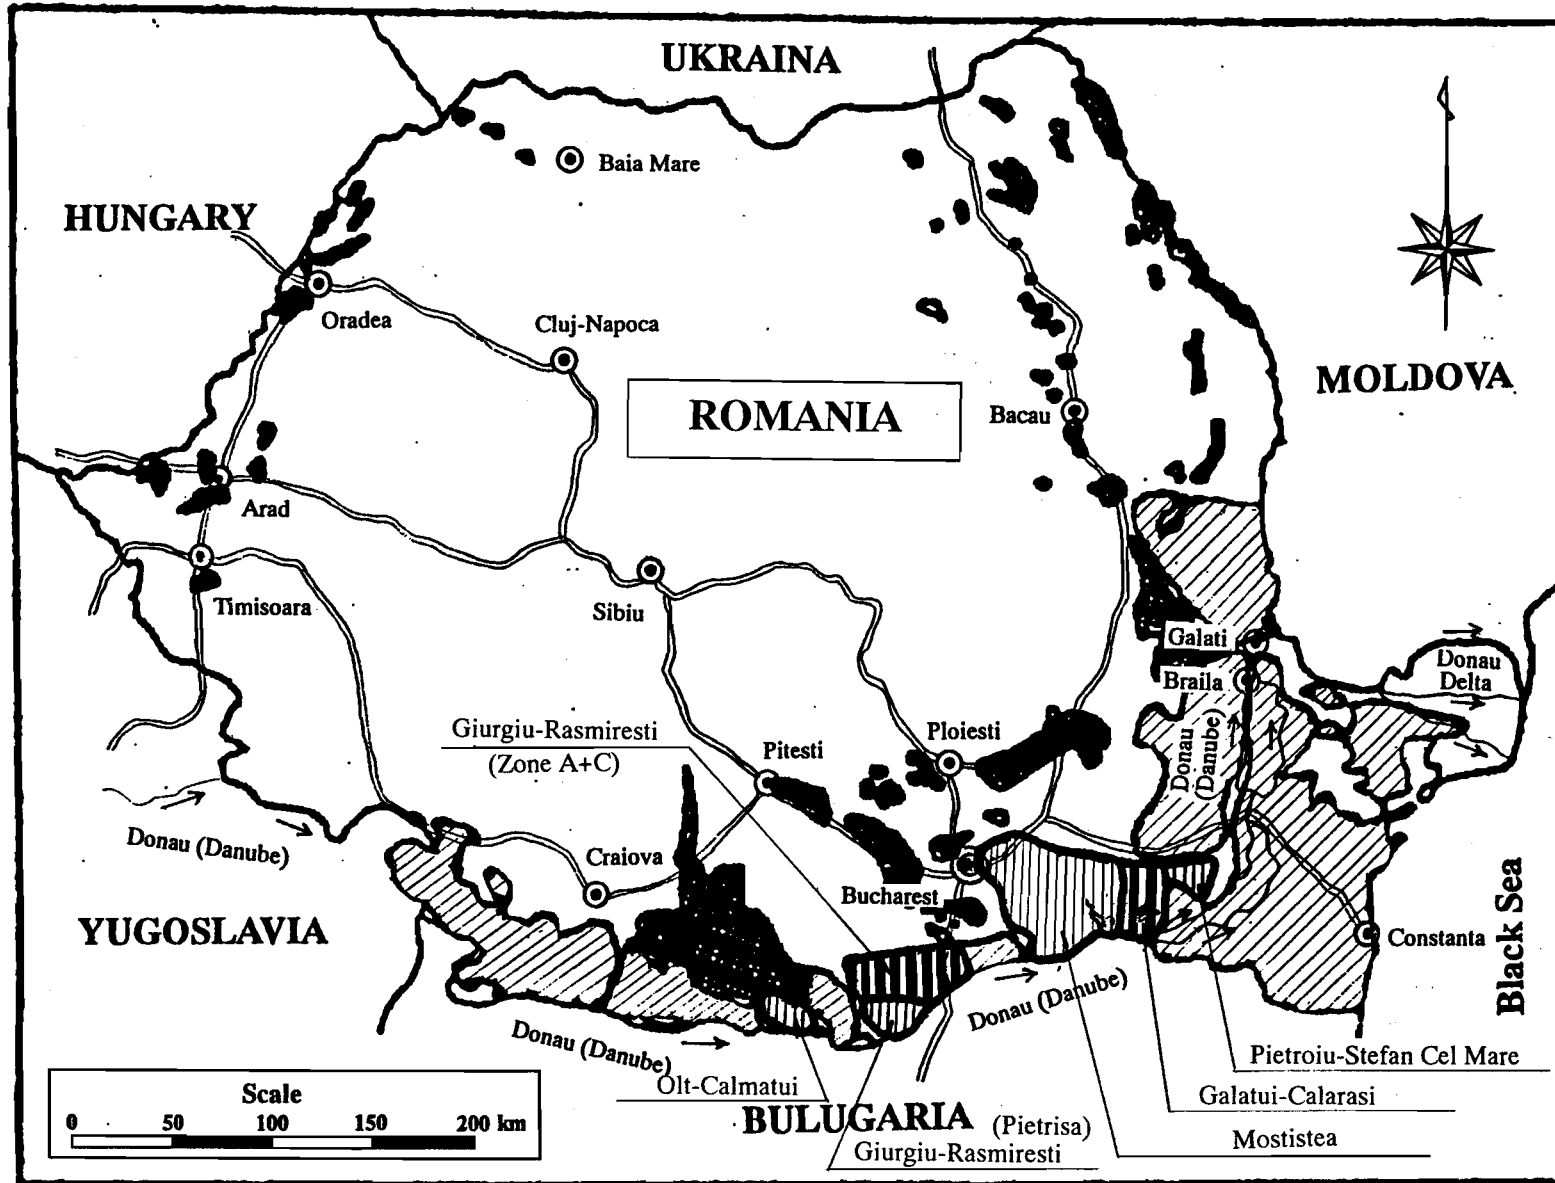 UKRAINA
Baia Mare
HUNGARY
Oradea
Cluj-Napoca
MOLDOVA
ROMANIA
Bacau
Arad
Timisoara
Sibiu
Galati
Donau
Delta
Braila
Giurgiu-Rasmiresti
(Zone A+C)
Pitesti
Ploiesti
Donau
(Danube)
Donau (Danube)
Craiova
Bucharest
YUGOSLAVIA
Constanta
Black Sea
Donau (Danube)
Donau (Danube)
Pietroiu-Stefan Cel Mare
Olt-Calmatui
Galatui-Calarasi
BULUGARIA
(Pietrisa)
Giurgiu-Rasmiresti
Mostistea
Scale
0 50 100 150 200 km